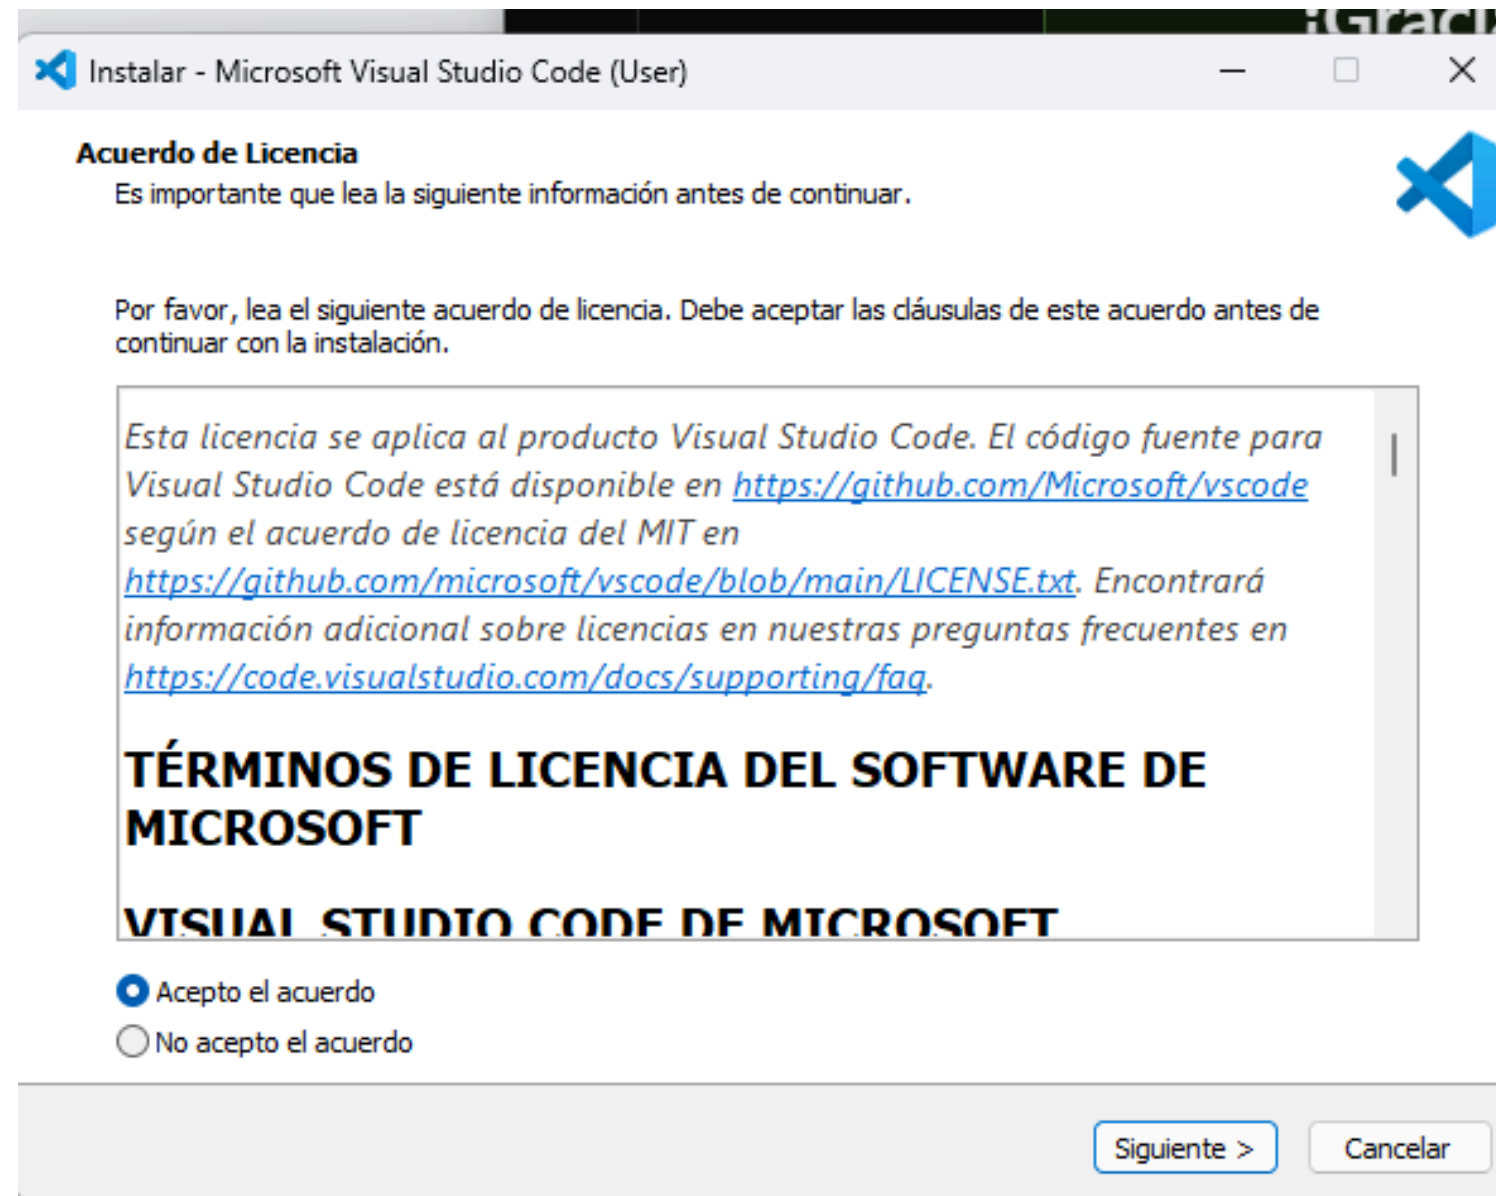 Instalar - Microsoft Visual Studio Code (User)
Acuerdo de Licencia
Es importante que lea la siguiente información antes de continuar.
Por favor, lea el siguiente acuerdo de licencia. Debe aceptar las cláusulas de este acuerdo antes de
continuar con la instalación.
Esta licencia se aplica al producto Visual Studio Code. El código fuente para
Visual Studio Code está disponible en https://github.com/Microsoft/vscode
según el acuerdo de licencia del MIT en
https://github.com/microsoft/vscode/blob/main/LICENSE.txt. Encontrará
información adicional sobre licencias en nuestras preguntas frecuentes en
https://code.visualstudio.com/docs/supporting/faq.
TÉRMINOS DE LICENCIA DEL SOFTWARE DE
MICROSOFT
VISUAL STUDIO CODE DE MICROSOFT
Acepto el acuerdo
No acepto el acuerdo
Siguiente >
Cancelar